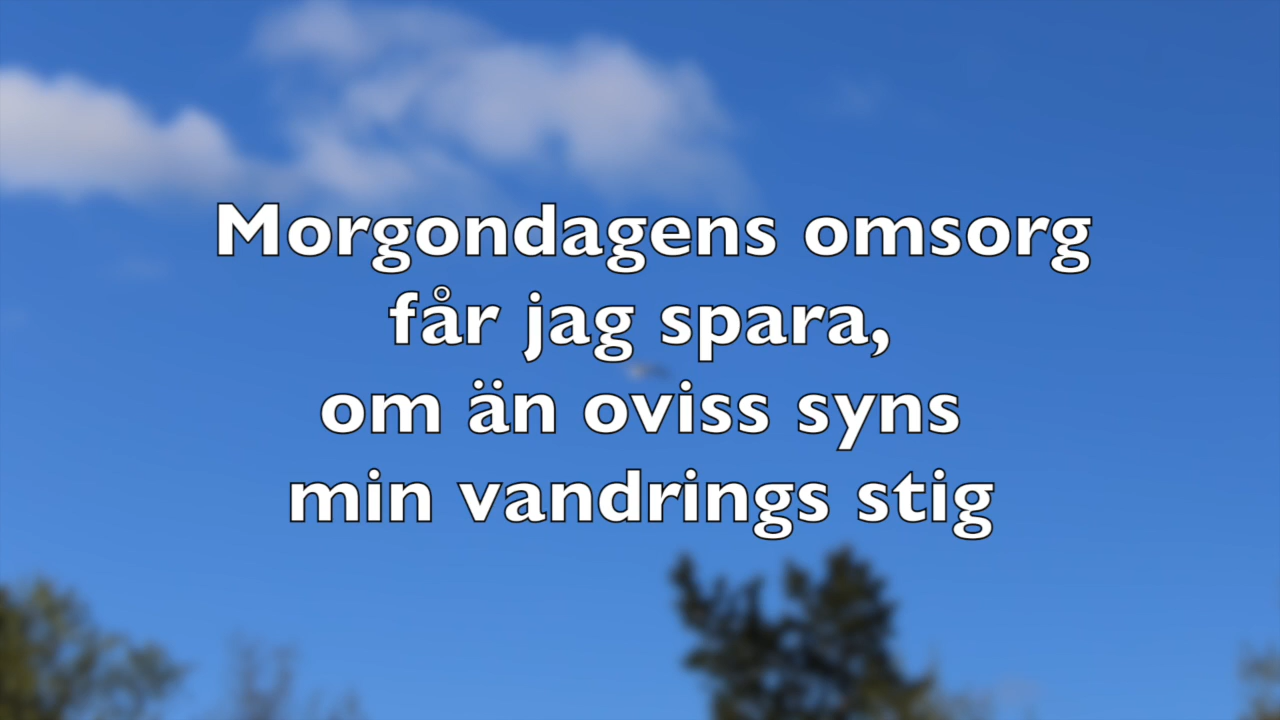 Morgondagens omsorg
får jag spara,
om än oviss syns
min vandrings stig